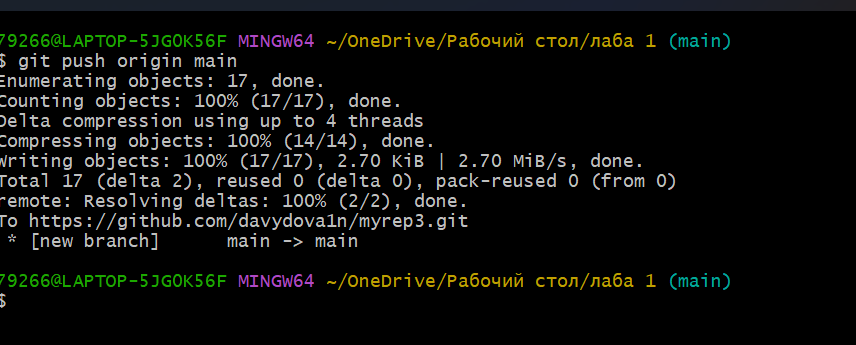 79266@LAPTOP-5JG0K56F MINGW64 ~/OneDrive/Рабочий стол/лаба 1 (main)
$ git push origin main
Enumerating objects: 17, done.
Counting objects: 100% (17/17), done.
Delta compression using up to 4 threads
Compressing objects: 100% (14/14), done.
Writing objects: 100% (17/17), 2.70 KiB | 2.70 MiB/s, done.
Total 17 (delta 2), reused 0 (delta 0), pack-reused 0 (from 0)
remote: Resolving deltas: 100% (2/2), done.
To https://github.com/davydova1n/myrep3.git
 * [new branch]      main -> main
79266@LAPTOP-5JG0K56F MINGW64 ~/OneDrive/Рабочий стол/лаба 1 (main)
$